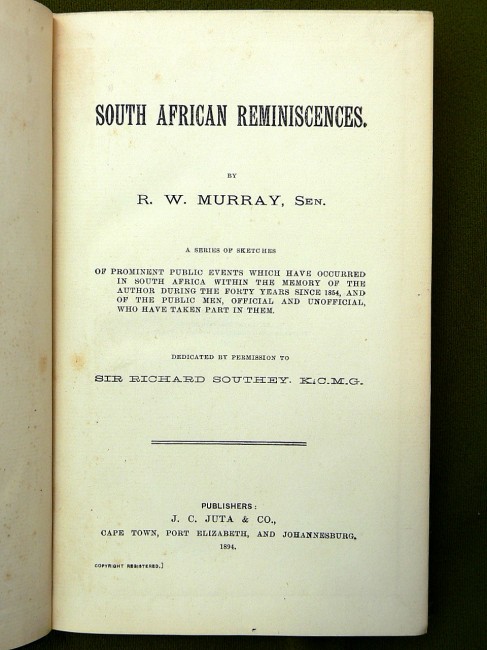 SOUTH AFRICAN REMINISCENCES.
BY
R. W. MURRAY, SEN.
A SERIES OF SKETCHES
OF PROMINENT PUBLIC EVENTS WHICH HAVE OCCURRED
IN SOUTH AFRICA WITHIN THE MEMORY OF THE
AUTHOR DURING THE FORTY YEARS SINCE 1854, AND
OF THE PUBLIC MEN, OFFICIAL AND UNOFFICIAL,
WHO HAVE TAKEN PART IN THEM.
DEDICATED BY PERMISSION TO
SIR RICHARD SOUTHEY. K.C.M.G.
PUBLISHERS:
J. C. JUTA & CO.,
CAPE TOWN, PORT ELIZABETH, AND JOHANNESBURG,
1894.
COPYRIGHT REGISTERED.]